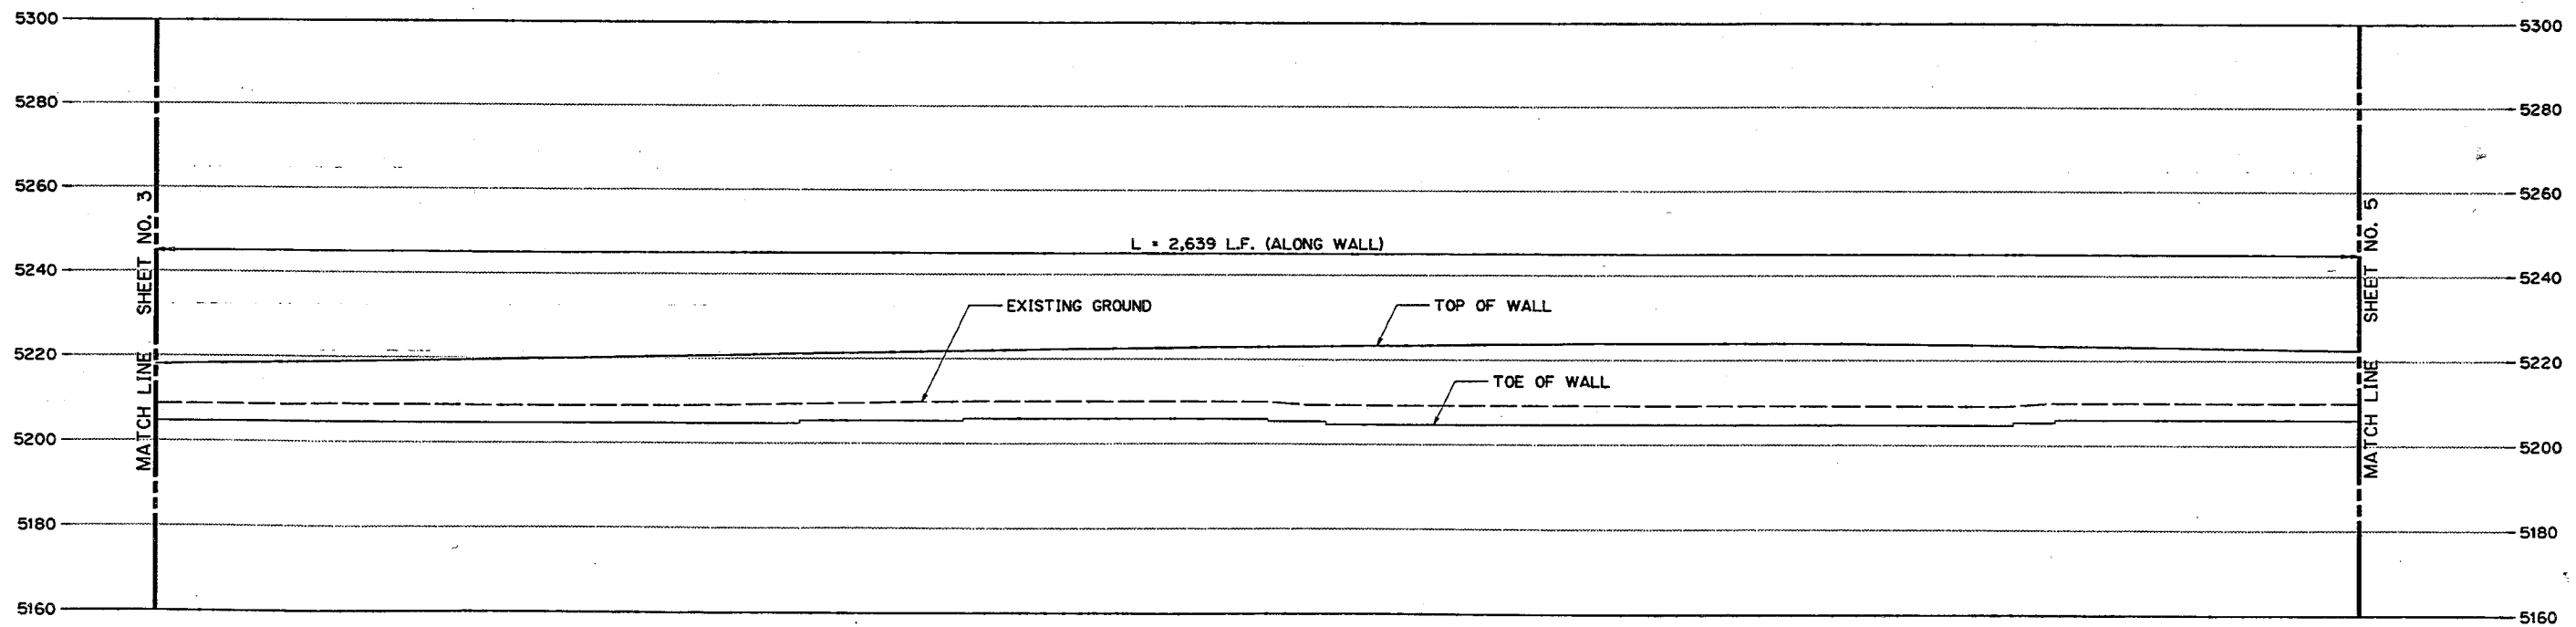 5300
5300
5280
5280
5260
5260
L = 2,639 L.F. (ALONG WALL)
5240
5240
EXISTING GROUND
TOP OF WALL
5220
5220
TOE OF WALL
5200
5200
5180
5180
5160
5160
MATCH LINE SHEET NO. 3
MATCH LINE SHEET NO. 5